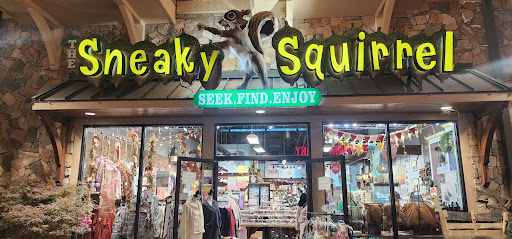 THE Sneaky Squirrel
SEEK.FIND.ENJOY